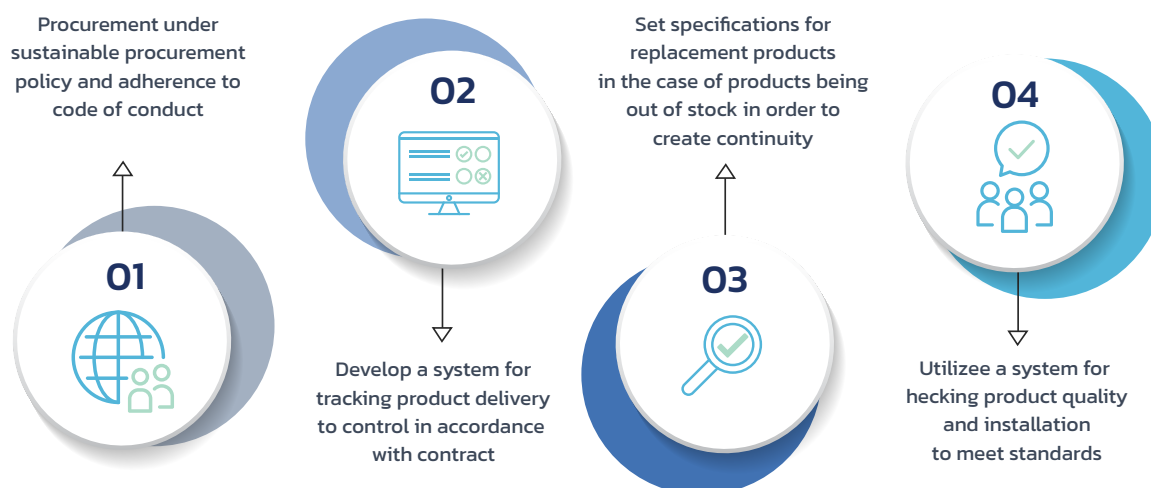 Procurement under
sustainable procurement
policy and adherence to
code of conduct
01
02
Develop a system for
tracking product delivery
to control in accordance
with contract
Set specifications for
replacement products
in the case of products being
out of stock in order to
create continuity
03
04
Utilizee a system for
hecking product quality
and installation
to meet standards